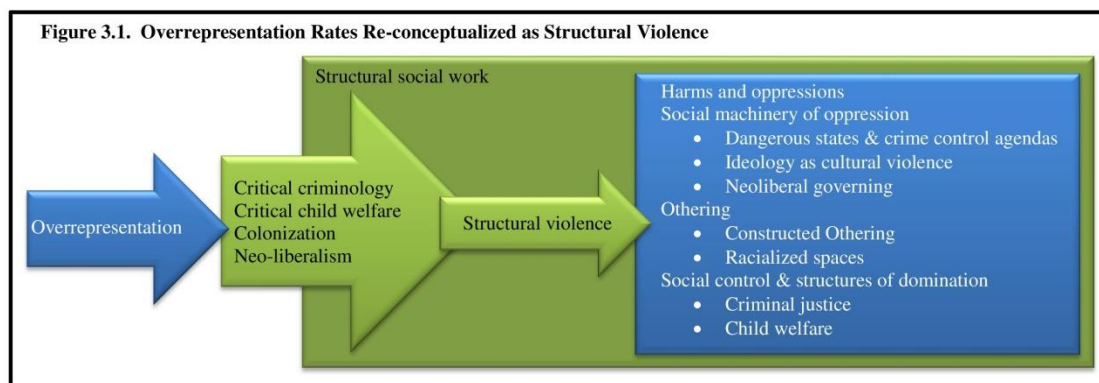 Figure 3.1. Overrepresentation Rates Re-conceptualized as Structural Violence
Structural social work
Overrepresentation
Critical criminology
Critical child welfare
Colonization
Neo-liberalism
Structural violence
Harms and oppressions
Social machinery of oppression
• Dangerous states & crime control agendas
• Ideology as cultural violence
• Neoliberal governing
Othering
• Constructed Othering
• Racialized spaces
Social control & structures of domination
• Criminal justice
• Child welfare